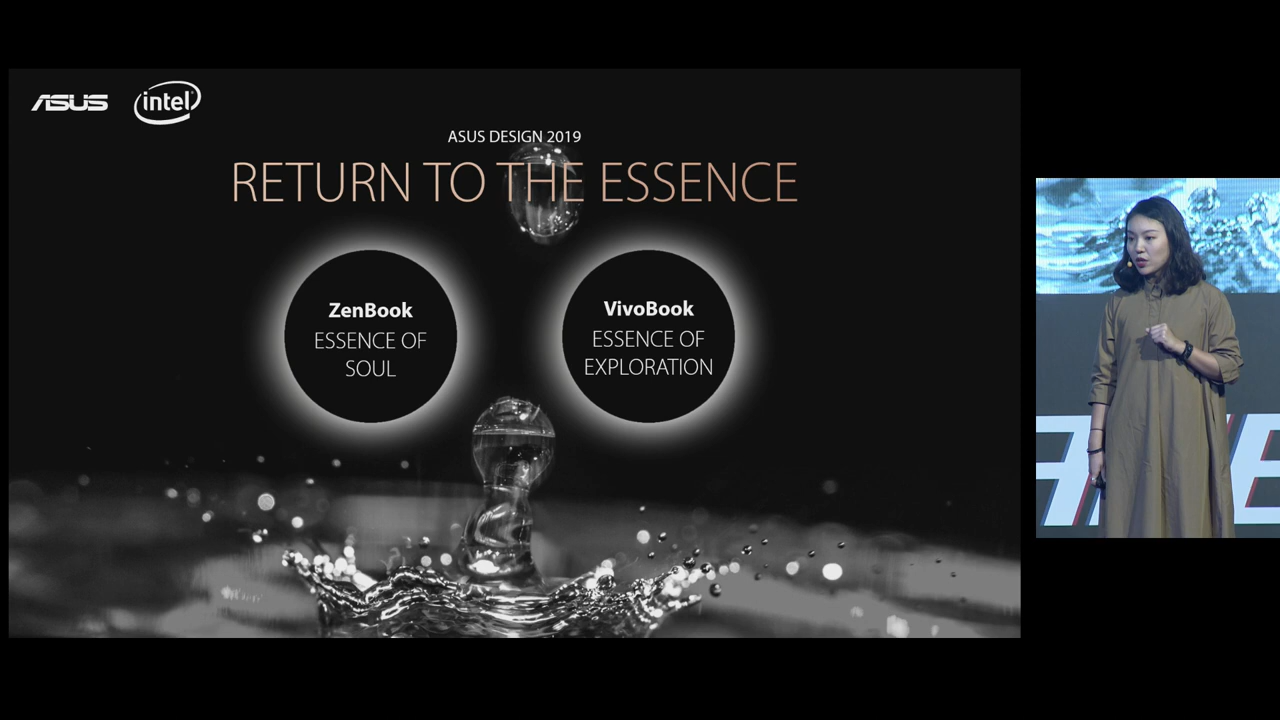 ASUS
intel
ASUS DESIGN 2019
RETURN TO THE ESSENCE
ZenBook
ESSENCE OF
SOUL
VivoBook
ESSENCE OF
EXPLORATION